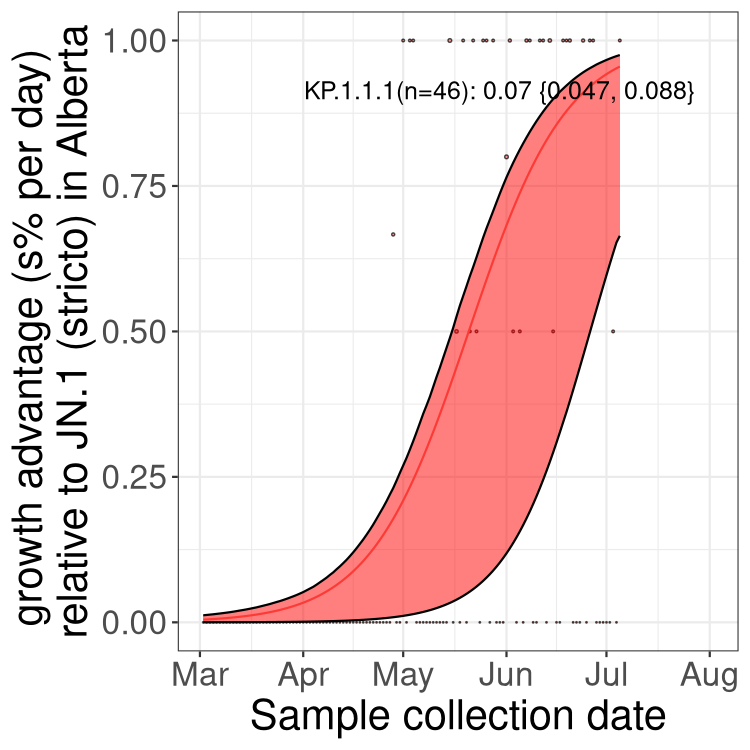 growth advantage (s% per day)
relative to JN.1 (stricto) in Alberta
1.00
0.75
0.50
0.25
0.00
KP.1.1.1(n=46): 0.07 {0.047, 0.088}
Mar Apr May Jun Jul Aug
Sample collection date